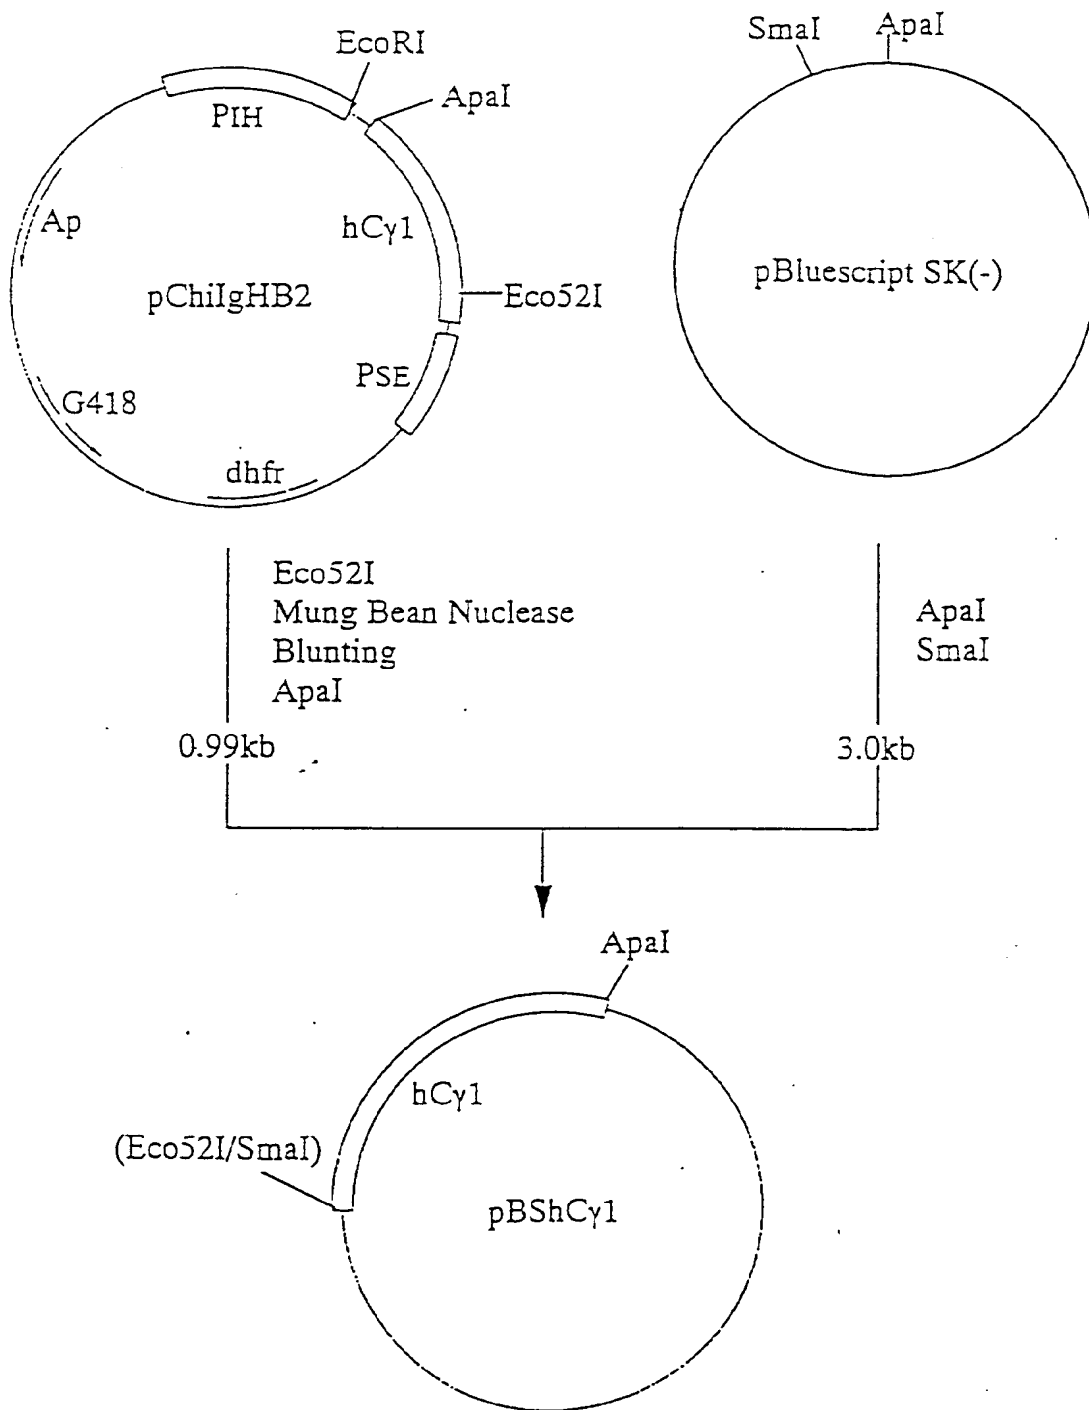 EcoRI
ApaI
PIH
Ap
hCγ1
pChiIgHB2
Eco52I
PSE
G418
dhfr
SmaI
ApaI
pBluescript SK(-)
Eco52I
Mung Bean Nuclease
Blunting
ApaI
0.99kb
ApaI
SmaI
3.0kb
ApaI
hCγ1
(Eco52I/SmaI)
pBShCγ1